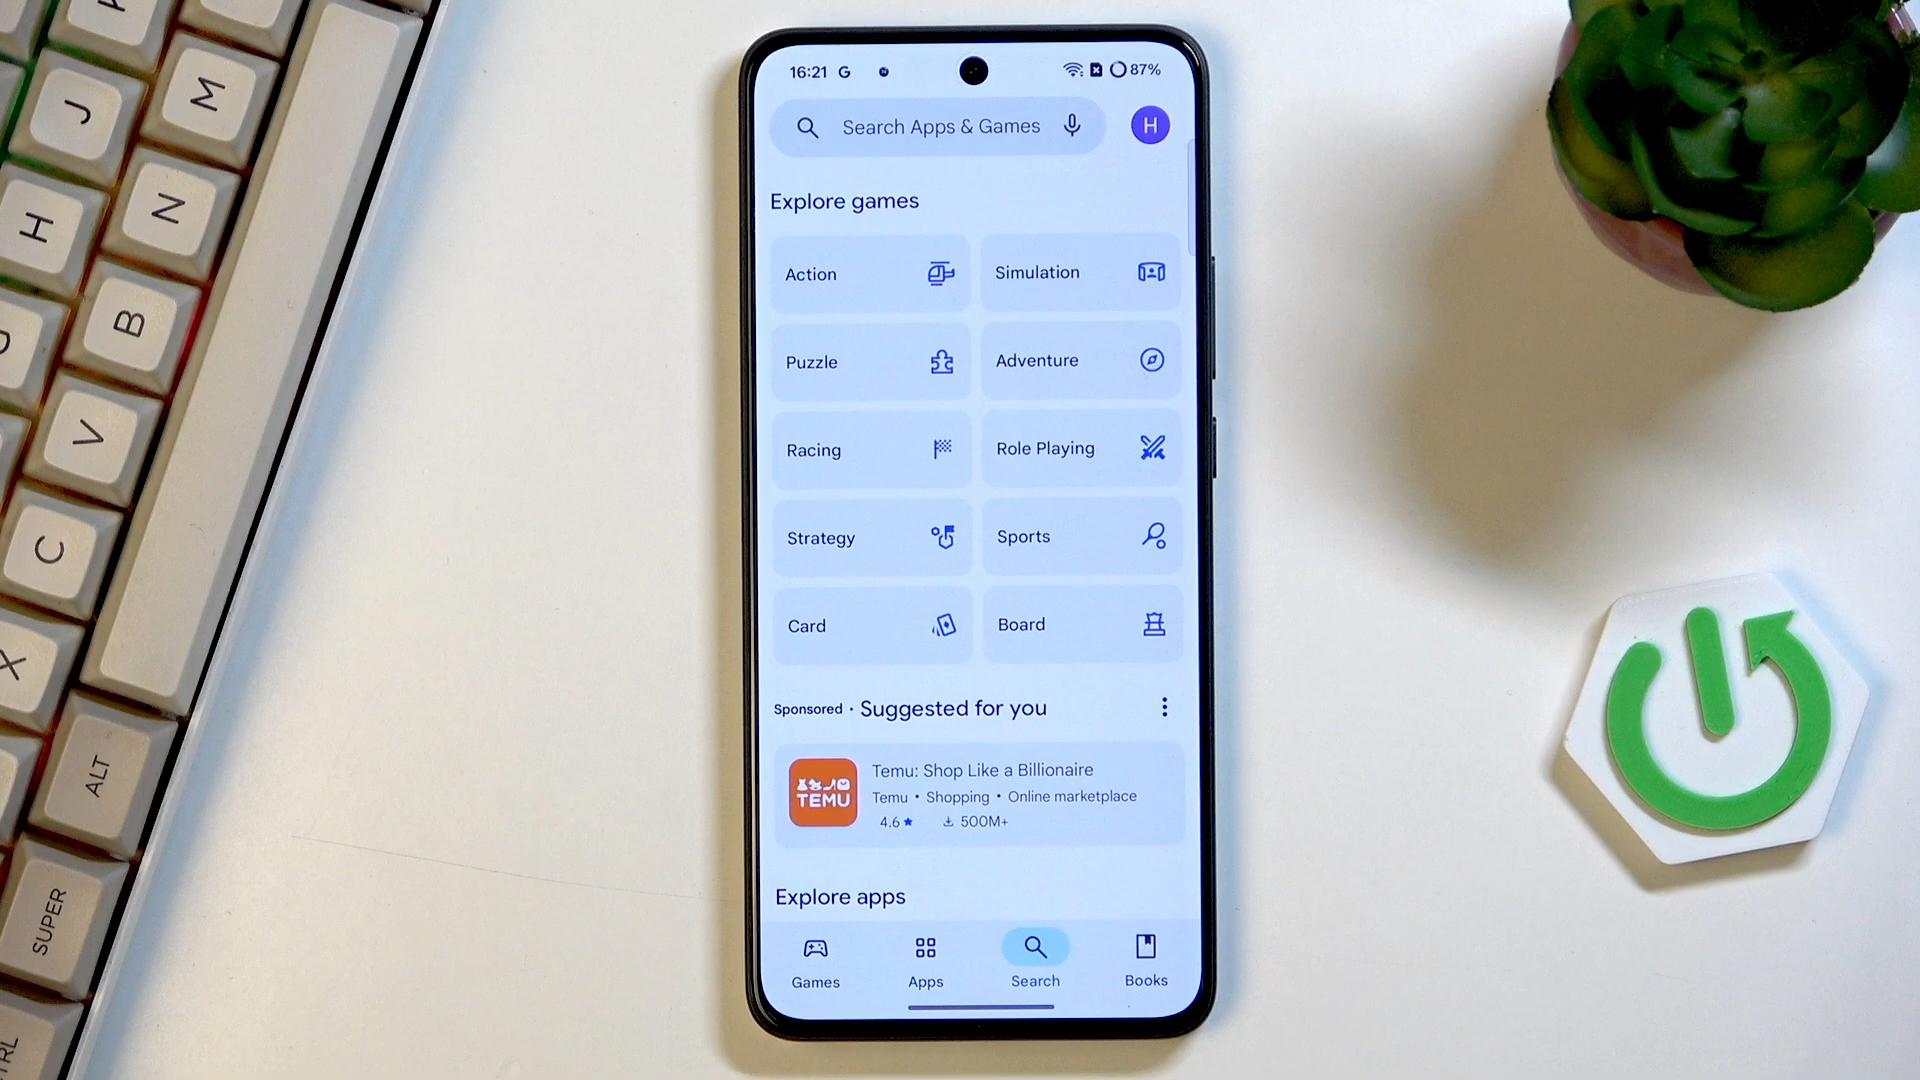 16:21 G
87%
Search Apps & Games
H
Explore games
Action
Simulation
Puzzle
Adventure
Racing
Role Playing
Strategy
Sports
Card
Board
Sponsored • Suggested for you
TEMU
Temu: Shop Like a Billionaire
Temu • Shopping • Online marketplace
4.6 ★ 500M+
Explore apps
Games
Apps
Search
Books
J
M
H
N
B
V
C
X
ALT
SUPER